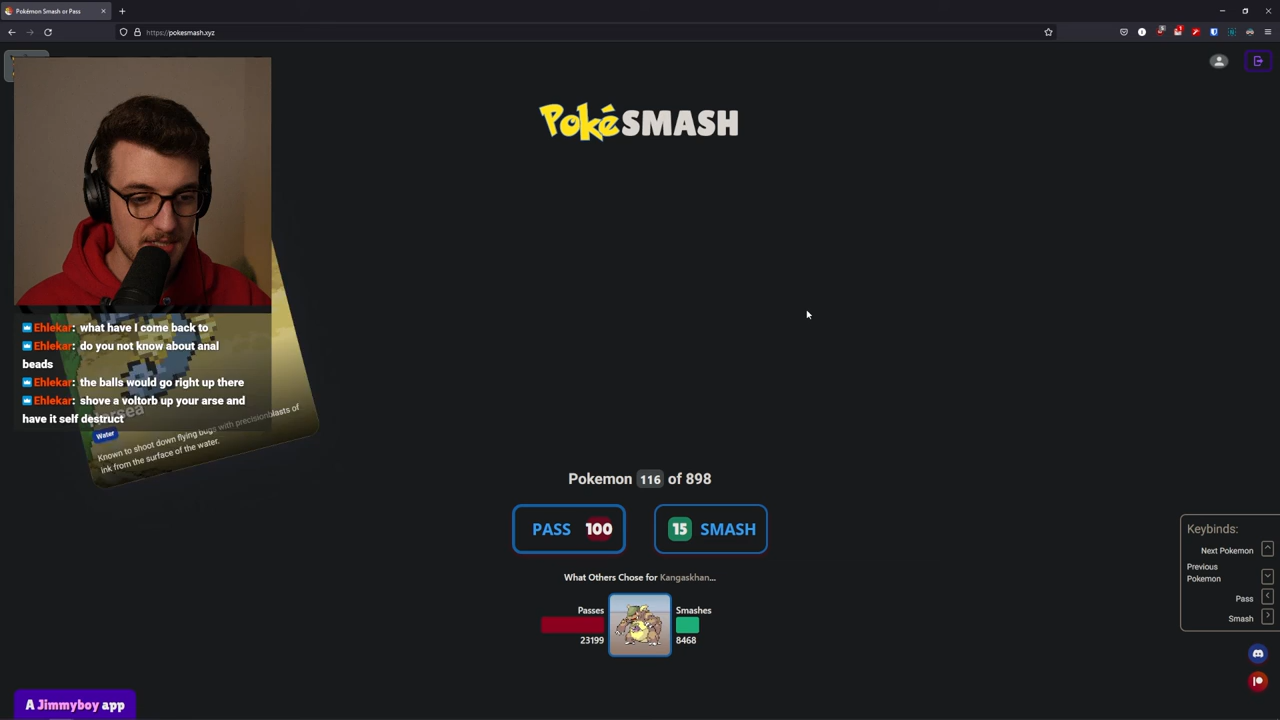 Pokémon Smash or Pass
https://pokesmash.xyz
PokéSMASH
Ehlekar: what have I come back to
Ehlekar: do you not know about anal
beads
Ehlekar: the balls would go right up there
Ehlekar: shove a voltorb up your arse and
have it self destruct
Water
Known to shoot down flying bugs with precision blasts of
ink from the surface of the water.
Pokemon 116 of 898
PASS 100
15 SMASH
What Others Chose for Kangaskhan...
Passes
23199
Smashes
8468
Keybinds:
Next Pokemon
Previous
Pokemon
Pass
Smash
A Jimmyboy app